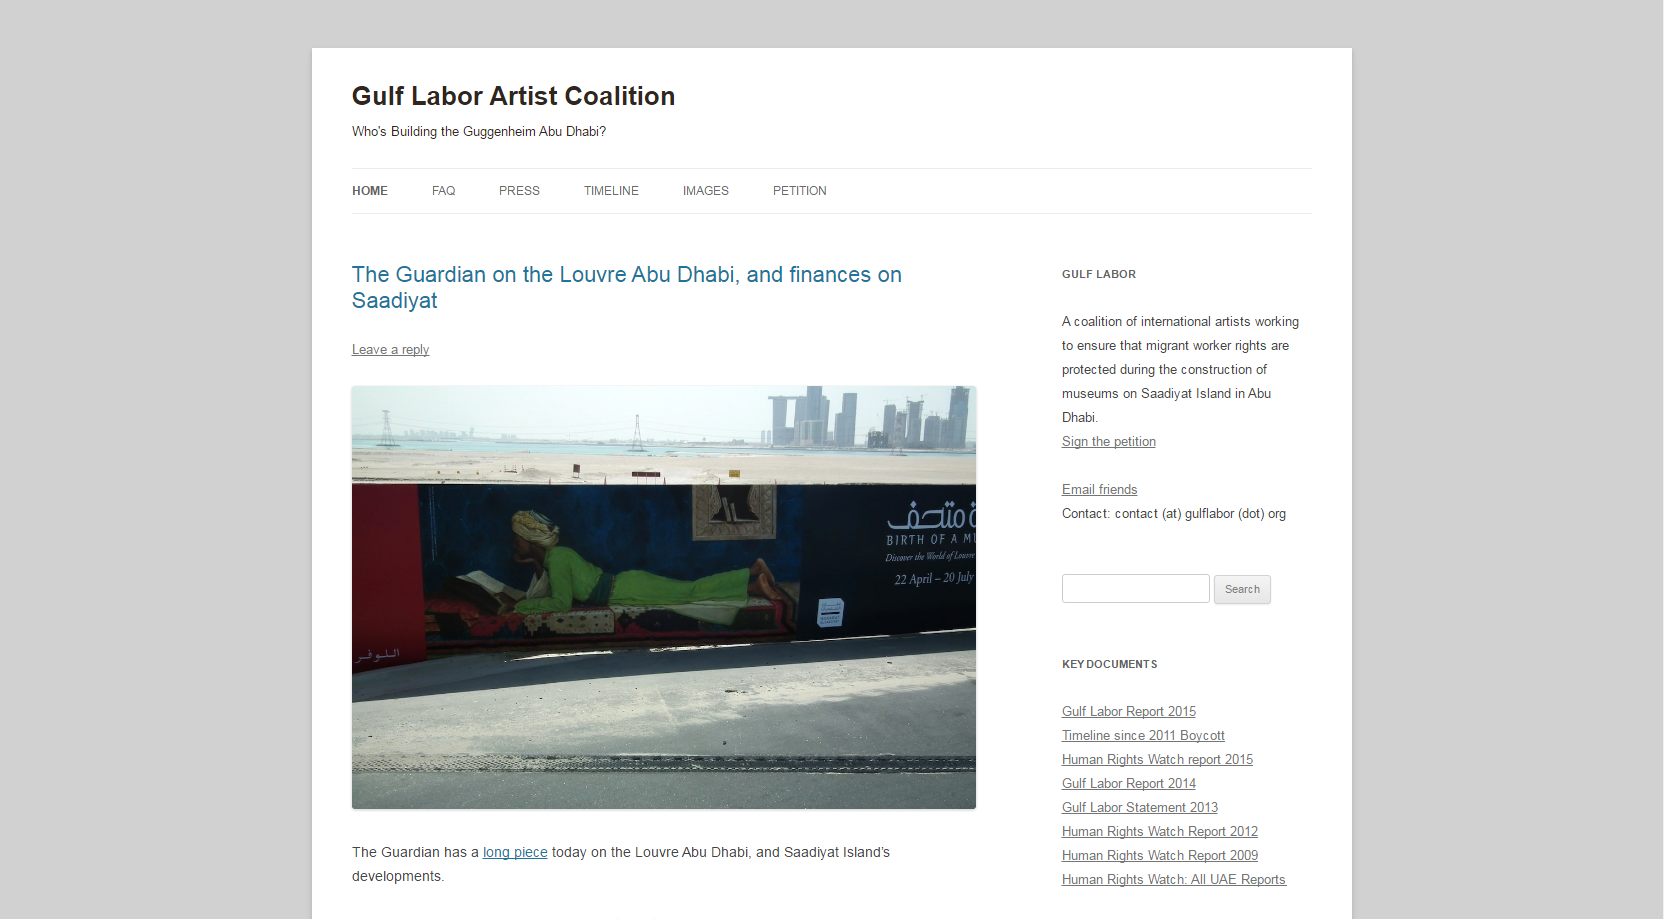 Gulf Labor Artist Coalition
Who's Building the Guggenheim Abu Dhabi?
HOME FAQ PRESS TIMELINE IMAGES PETITION
The Guardian on the Louvre Abu Dhabi, and finances on
Saadiyat
Leave a reply
متحف
BIRTH OF A MU
Discover the World of Louvre
22 April – 20 July
اللوفر
The Guardian has a long piece today on the Louvre Abu Dhabi, and Saadiyat Island's
developments.
GULF LABOR
A coalition of international artists working
to ensure that migrant worker rights are
protected during the construction of
museums on Saadiyat Island in Abu
Dhabi.
Sign the petition
Email friends
Contact: contact (at) gulflabor (dot) org
Search
KEY DOCUMENTS
Gulf Labor Report 2015
Timeline since 2011 Boycott
Human Rights Watch report 2015
Gulf Labor Report 2014
Gulf Labor Statement 2013
Human Rights Watch Report 2012
Human Rights Watch Report 2009
Human Rights Watch: All UAE Reports